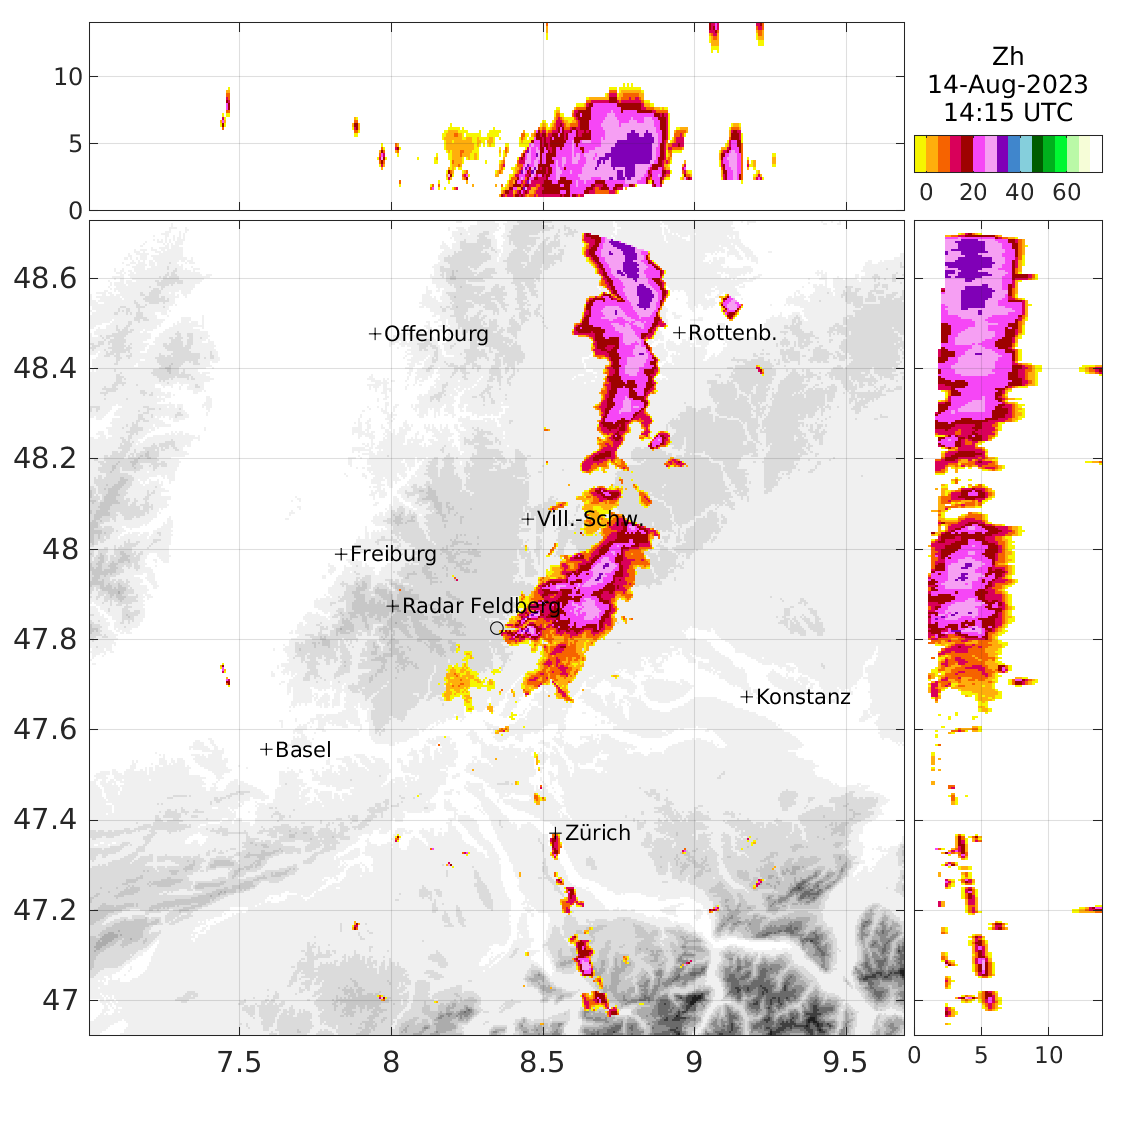 10
5
0
Zh
14-Aug-2023
14:15 UTC
0 20 40 60
48.6
48.4
48.2
48
47.8
47.6
47.4
47.2
47
+Offenburg
+Rottenb.
+Vill.-Schw.
+Freiburg
+Radar Feldberg
+Konstanz
+Basel
+Zürich
7.5 8 8.5 9 9.5
0 5 10